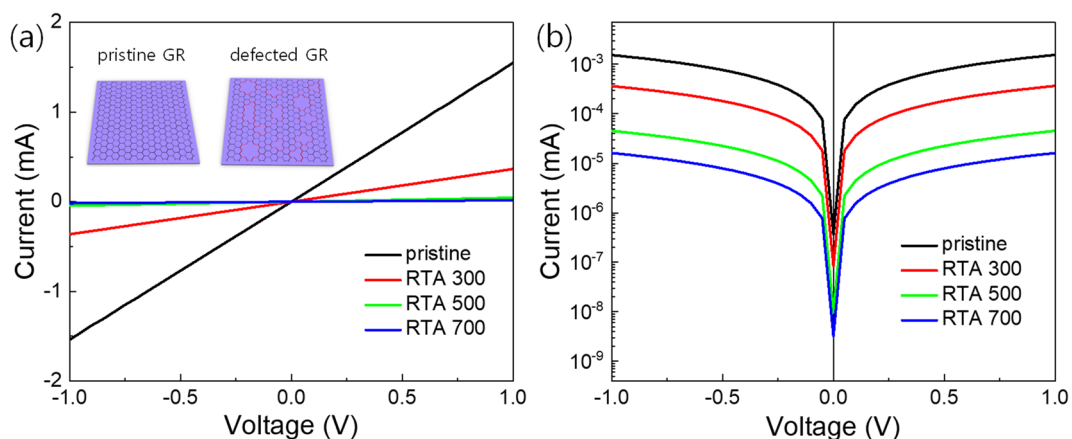 (a)
pristine GR
defected GR
Current (mA)
2
1
0
-1
-2
-1.0
-0.5
0.0
0.5
1.0
Voltage (V)
pristine
RTA 300
RTA 500
RTA 700
(b)
Current (mA)
10⁻³
10⁻⁴
10⁻⁵
10⁻⁶
10⁻⁷
10⁻⁸
10⁻⁹
-1.0
-0.5
0.0
0.5
1.0
Voltage (V)
pristine
RTA 300
RTA 500
RTA 700